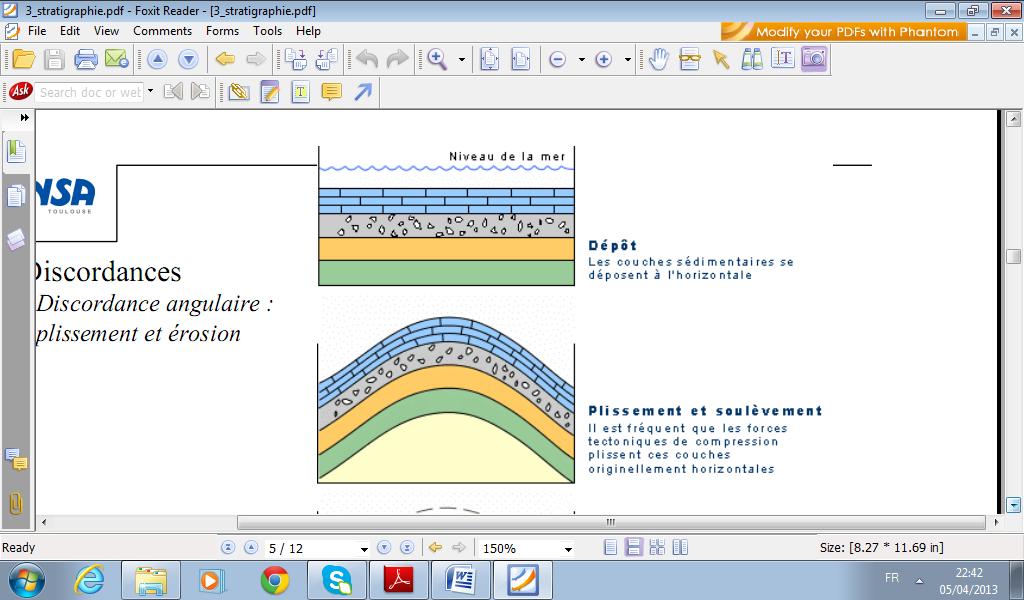 3_stratigraphie.pdf - Foxit Reader - [3_stratigraphie.pdf]
File Edit View Comments Forms Tools Help
Modify your PDFs with Phantom
Ask Search doc or web
Niveau de la mer
NSA
TOULOUSE
Dépôt
Les couches sédimentaires se
déposent à l'horizontale
Discordances
Discordance angulaire :
plissement et érosion
Plissement et soulèvement
Il est fréquent que les forces
tectoniques de compression
plissent ces couches
originellement horizontales
Ready 5 / 12 150% Size: [8.27 * 11.69 in]
FR 22:42
05/04/2013